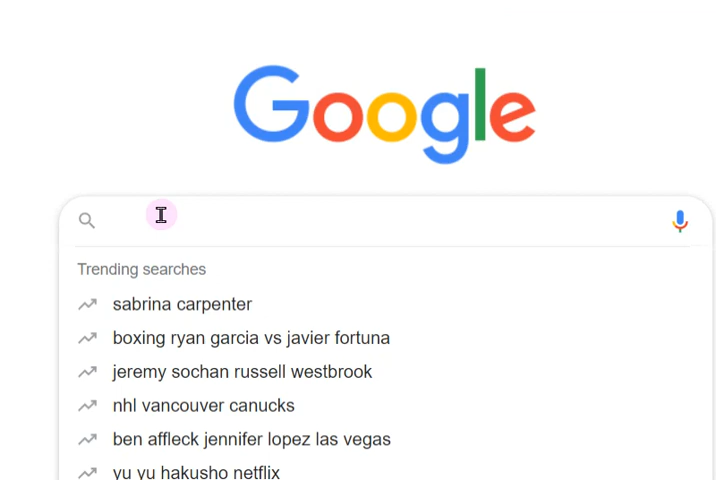 Google
Trending searches
sabrina carpenter
boxing ryan garcia vs javier fortuna
jeremy sochan russell westbrook
nhl vancouver canucks
ben affleck jennifer lopez las vegas
yu yu hakusho netflix